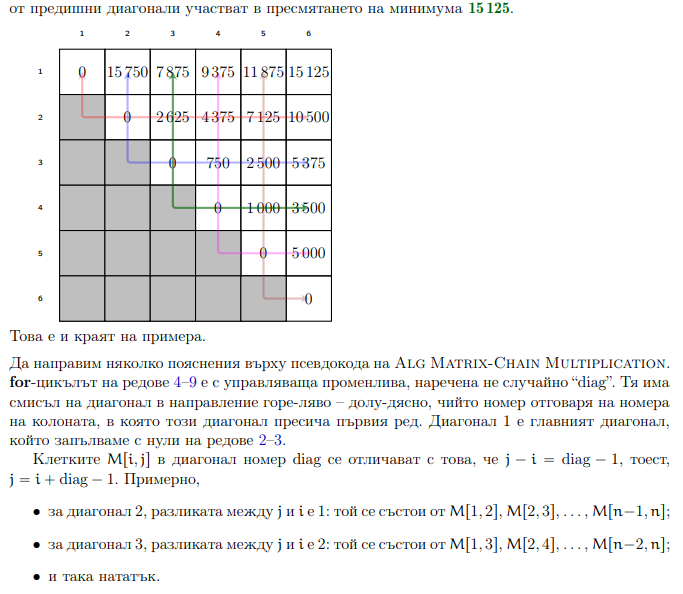 от предишни диагонали участват в пресмятането на минимума 15 125.
1 2 3 4 5 6
1 0 15 750 7 875 9 375 11 875 15 125
2 0 2 625 4 375 7 125 10 500
3 0 750 2 500 5 375
4 0 1 000 3 500
5 0 5 000
6 0
Това е и краят на примера.
Да направим няколко пояснения върху псевдокода на Alg Matrix-Chain Multiplication.
for-цикълът на редове 4–9 е с управляваща променлива, наречена не случайно “diag”. Тя има
смисъл на диагонал в направление горе-ляво – долу-дясно, чийто номер отговаря на номера
на колоната, в която този диагонал пресича първия ред. Диагонал 1 е главният диагонал,
който запълваме с нули на редове 2–3.
Клетките M[i, j] в диагонал номер diag се отличават с това, че j − i = diag − 1, тоест,
j = i + diag − 1. Примерно,
• за диагонал 2, разликата между j и i е 1: той се състои от M[1, 2], M[2, 3], . . . , M[n−1, n];
• за диагонал 3, разликата между j и i е 2: той се състои от M[1, 3], M[2, 4], . . . , M[n−2, n];
• и така нататък.